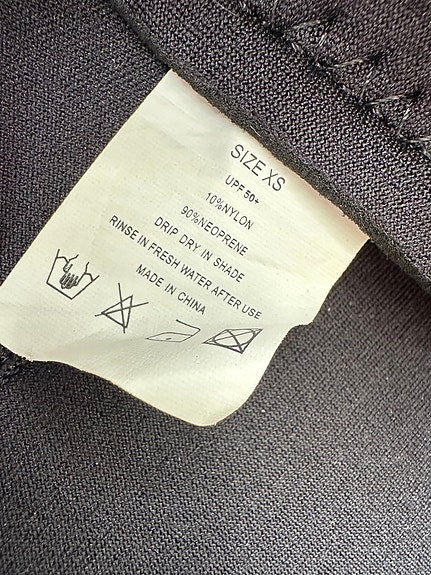 SIZE XS
UPF 50+
10%NYLON
90%NEOPRENE
DRIP DRY IN SHADE
RINSE IN FRESH WATER AFTER USE
MADE IN CHINA